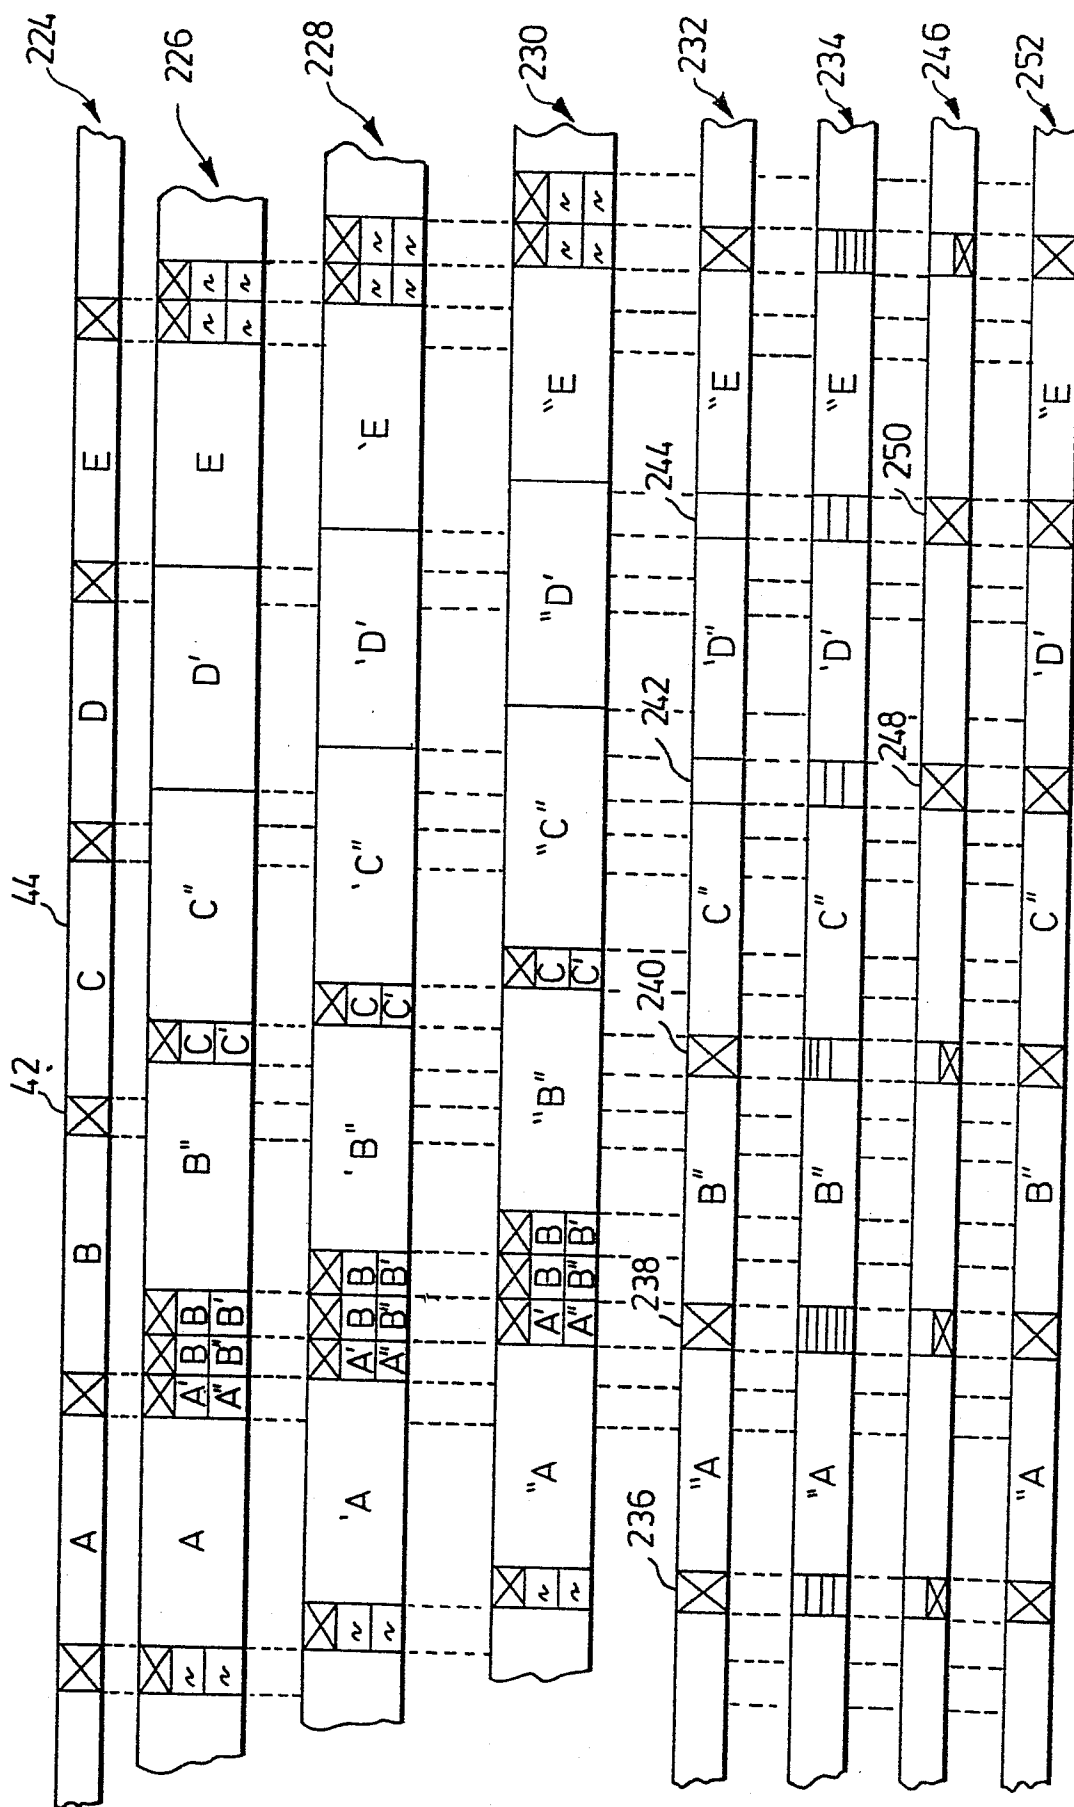 42 44 224
A B C D E
226
~ A' B B C ~ ~
A B" C" D' E
~ A" B" B' C' ~ ~
228
~ A' B B C ~ ~
'A 'B" 'C" 'D' 'E
~ A" B" B' C' ~ ~
230
~ A' B B C ~ ~
"A "B" "C" "D' "E
~ A" B" B' C' ~ ~
236 238 240 242 244 232
"A B" C" 'D" "E
234
"A B" C" 'D' "E
248 250 246
252
"A B" C" 'D' "E